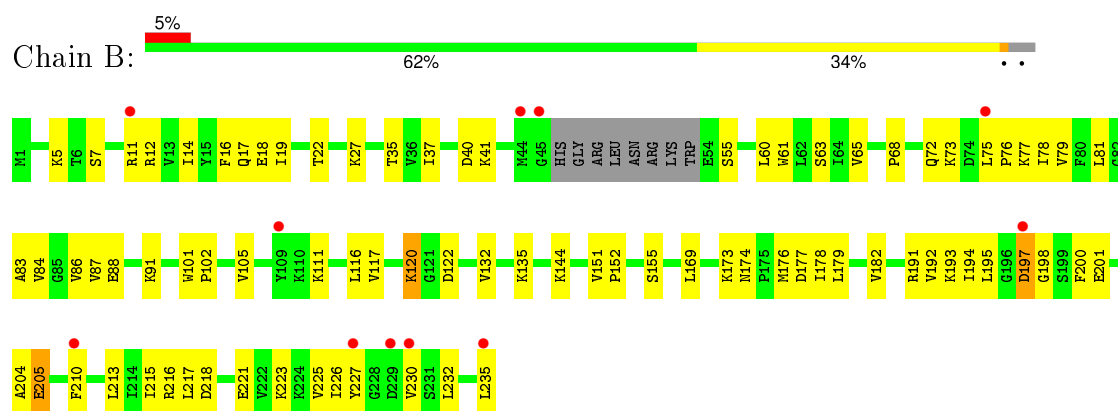 5%
Chain B:
62% 34% • •
M1 K5 T6 S7 R11 R12 V13 I14 Y15 F16 Q17 E18 I19 T22 K27 T35 V36 I37 D40 K41 M44 G45 HIS GLY ARG LEU ASN ARG LYS TRP E54 S55 L60 W61 L62 S63 I64 V65 P68 Q72 K73 D74 L75 P76 K77 I78 V79 F80 L81 G82
A83 V84 G85 V86 V87 E88 K91 W101 P102 V105 Y109 K110 K111 L116 V117 K120 G121 D122 V132 K135 K144 V151 P152 S155 L169 K173 N174 P175 M176 D177 I178 L179 V182 R191 V192 K193 I194 L195 G196 D197 G198 S199 F200 E201
A204 E205 F210 L213 I214 I215 R216 L217 D218 E221 V222 K223 K224 V225 I226 Y227 G228 D229 V230 S231 L232 L235